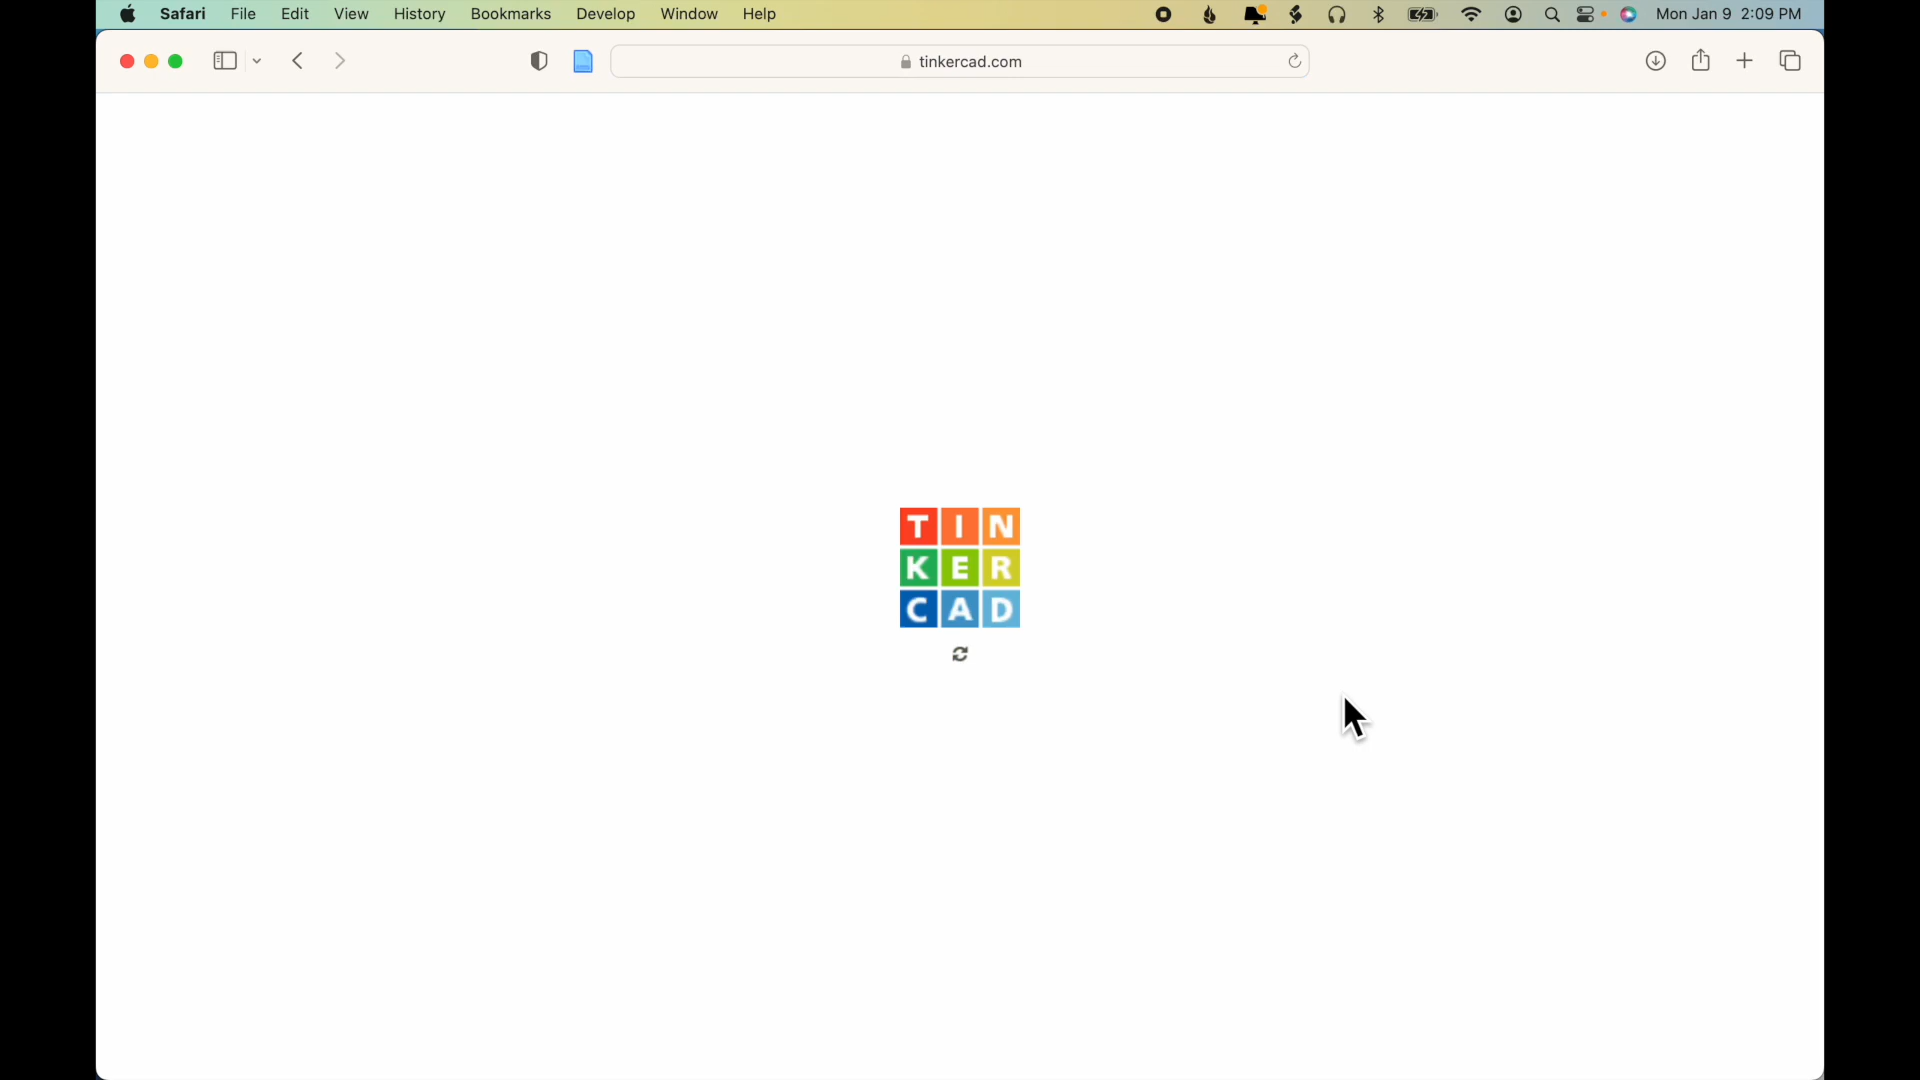 Safari File Edit View History Bookmarks Develop Window Help Mon Jan 9 2:09 PM
tinkercad.com
TIN
KER
CAD